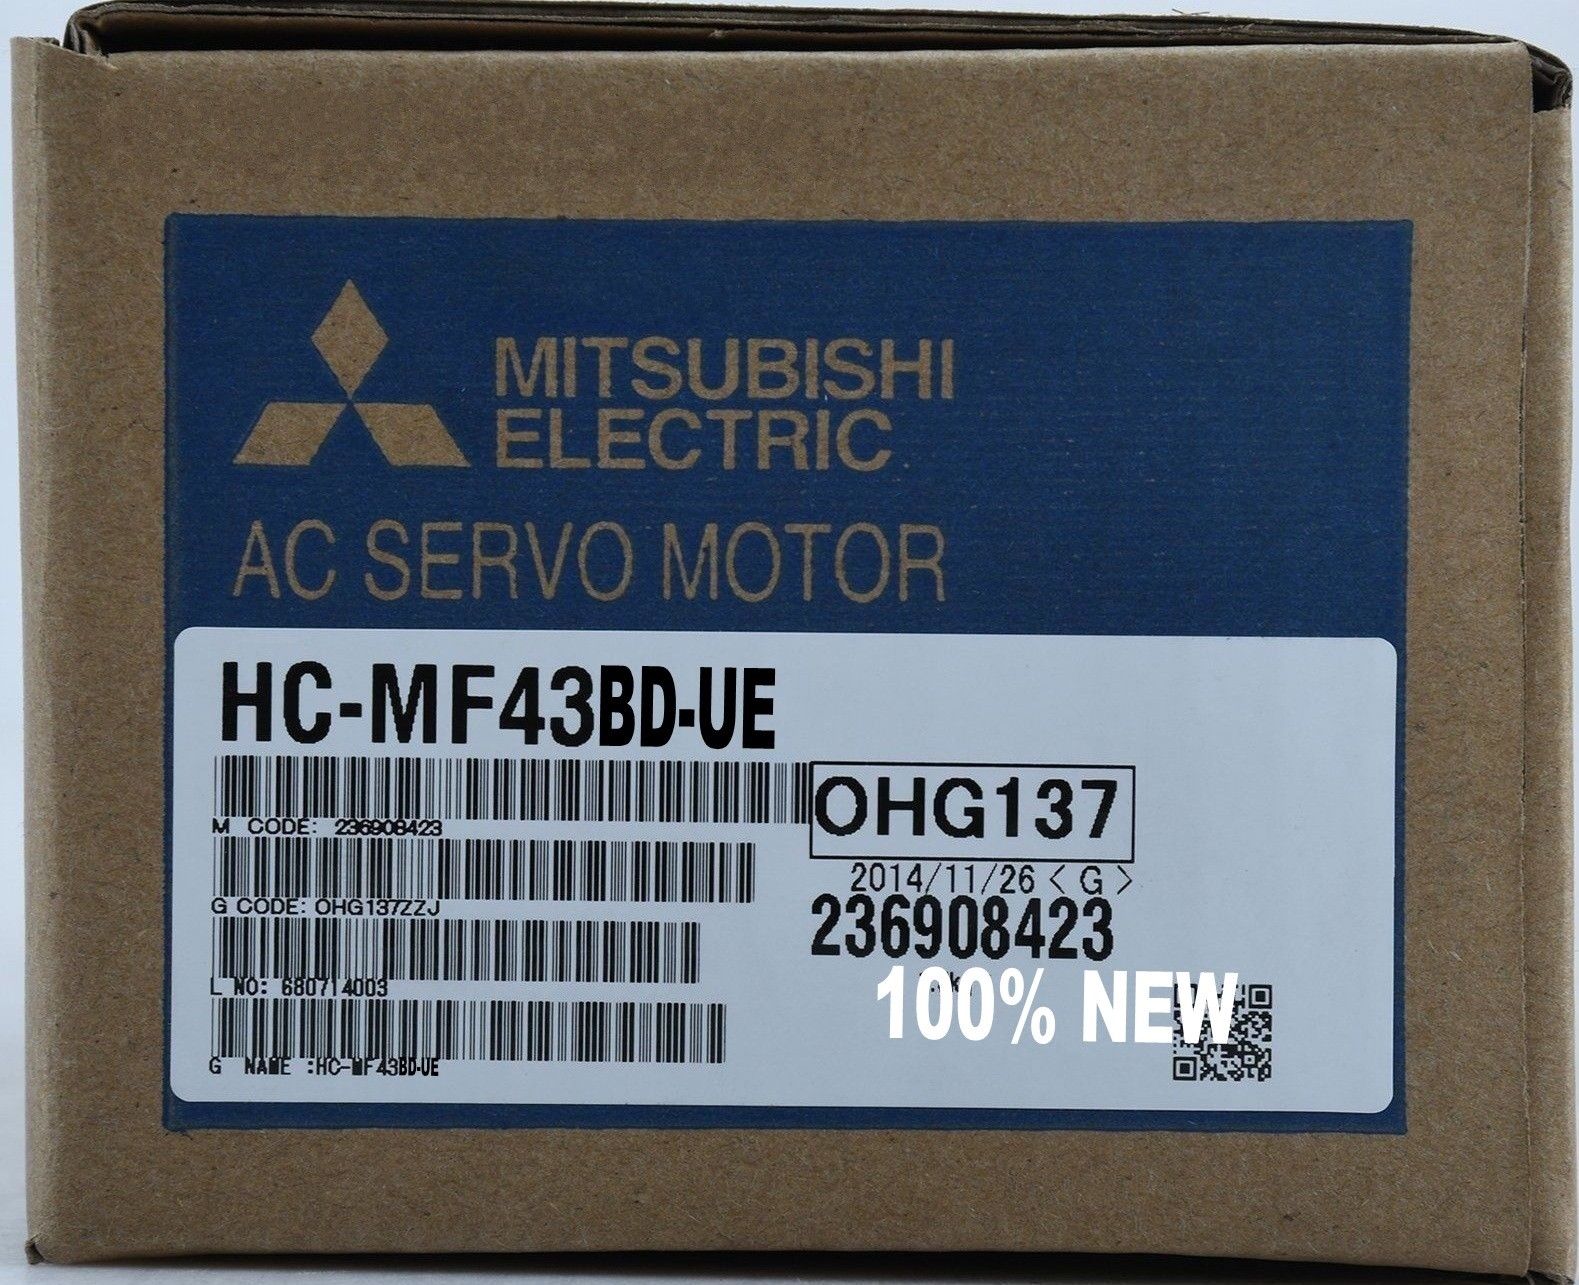 MITSUBISHI
ELECTRIC
AC SERVO MOTOR
HC-MF43BD-UE
M CODE: 236908423
OHG137
2014/11/26 < G >
G CODE: OHG137ZZJ
236908423
L NO: 680714003
100% NEW
G NAME :HC-MF43BD-UE